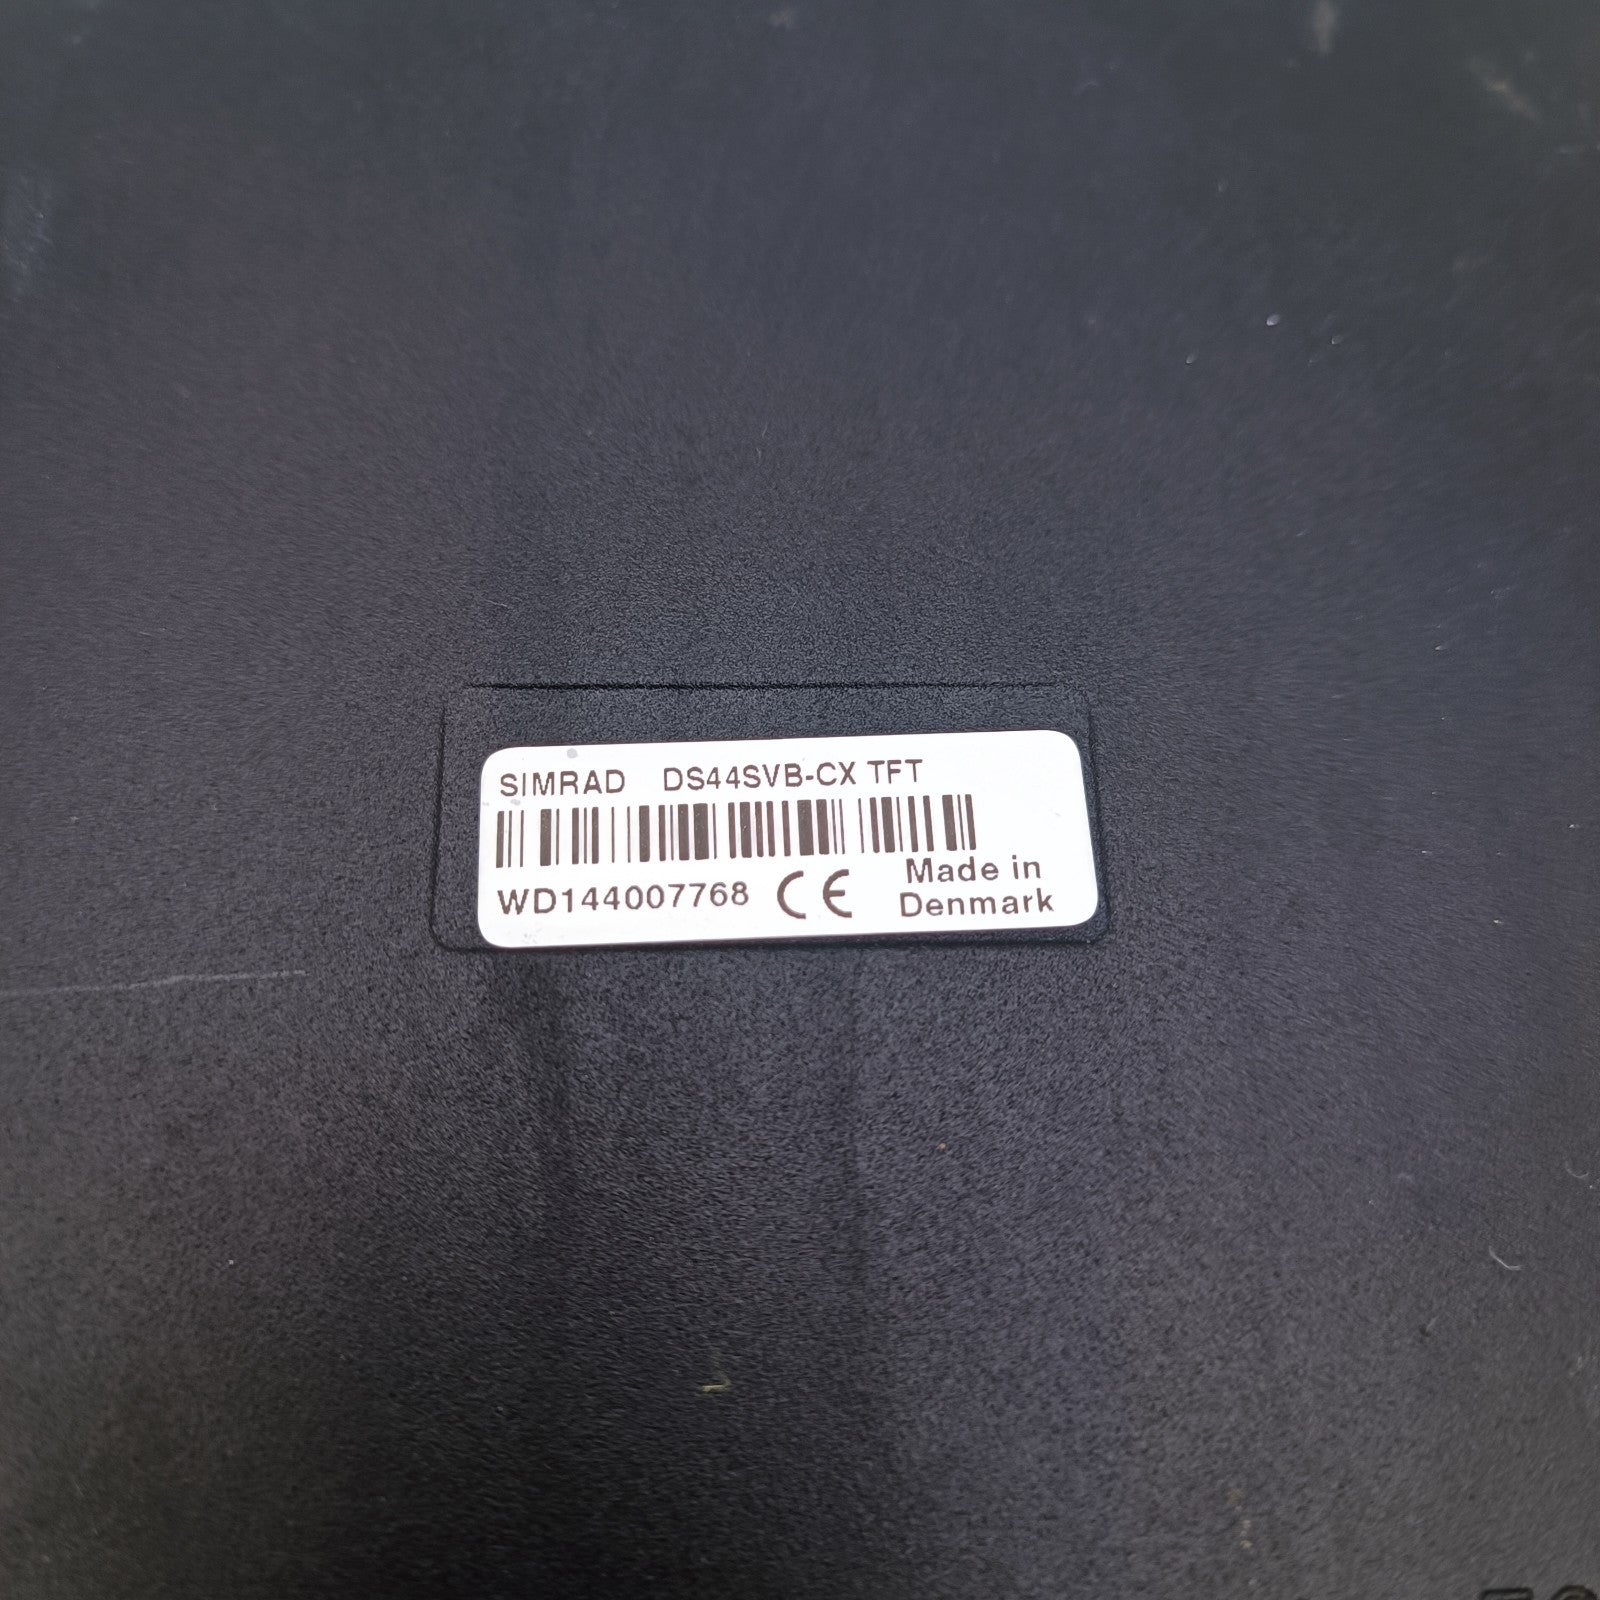 SIMRAD DS44SVB-CX TFT
WD144007768 CE Made in
Denmark